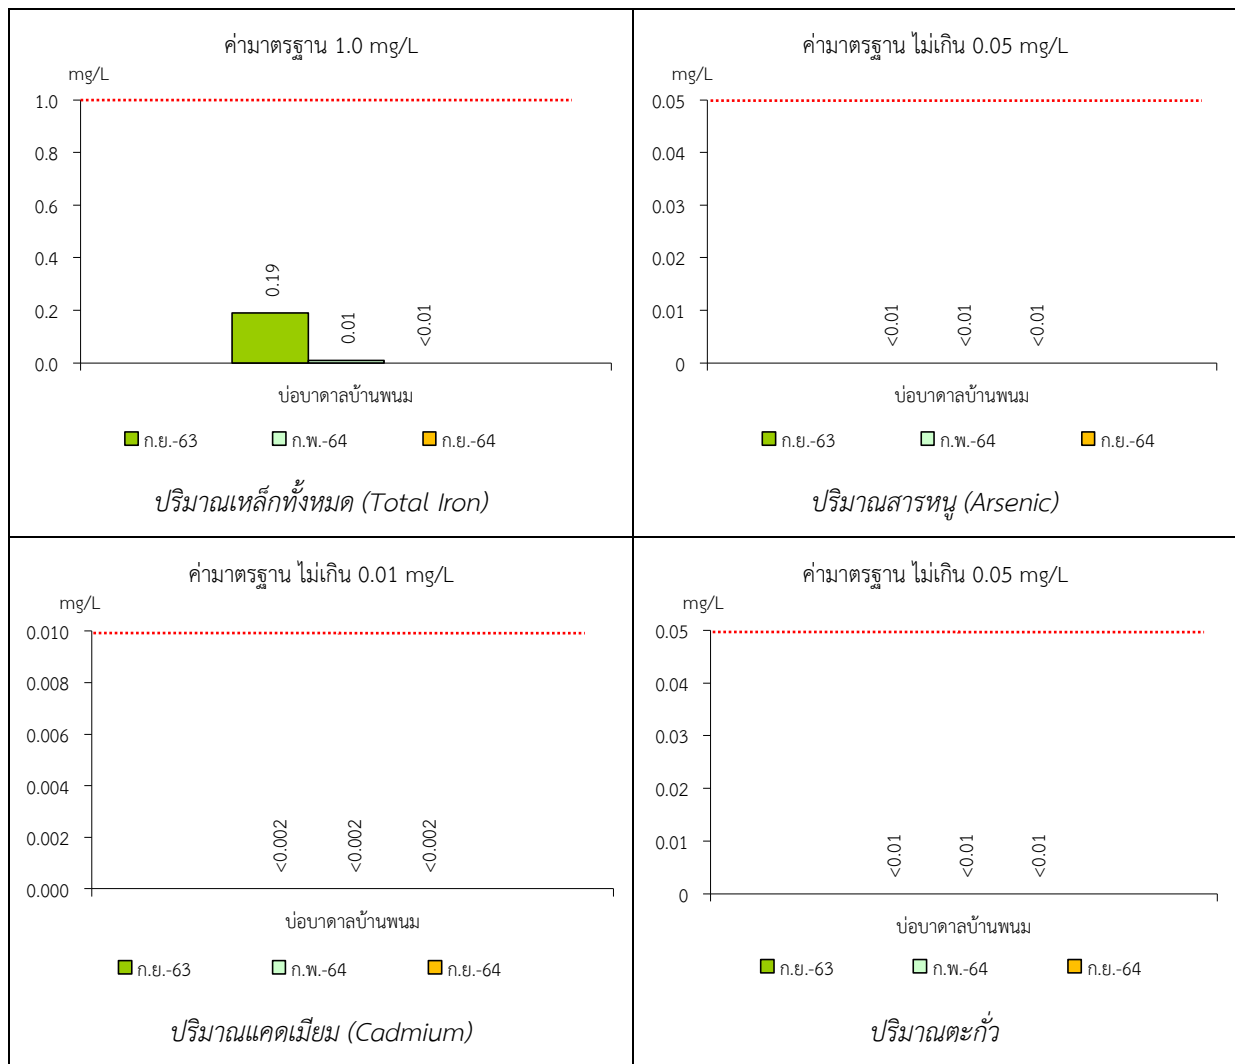 ค่ามาตรฐาน 1.0 mg/L
mg/L
1.0
0.8
0.6
0.4
0.2
0.0
0.19
0.01
<0.01
บ่อบาดาลบ้านพนม
ก.ย.-63 ก.พ.-64 ก.ย.-64
ปริมาณเหล็กทั้งหมด (Total Iron)
ค่ามาตรฐาน ไม่เกิน 0.05 mg/L
mg/L
0.05
0.04
0.03
0.02
0.01
0
<0.01
<0.01
<0.01
บ่อบาดาลบ้านพนม
ก.ย.-63 ก.พ.-64 ก.ย.-64
ปริมาณสารหนู (Arsenic)
ค่ามาตรฐาน ไม่เกิน 0.01 mg/L
mg/L
0.010
0.008
0.006
0.004
0.002
0.000
<0.002
<0.002
<0.002
บ่อบาดาลบ้านพนม
ก.ย.-63 ก.พ.-64 ก.ย.-64
ปริมาณแคดเมียม (Cadmium)
ค่ามาตรฐาน ไม่เกิน 0.05 mg/L
mg/L
0.05
0.04
0.03
0.02
0.01
0
<0.01
<0.01
<0.01
บ่อบาดาลบ้านพนม
ก.ย.-63 ก.พ.-64 ก.ย.-64
ปริมาณตะกั่ว